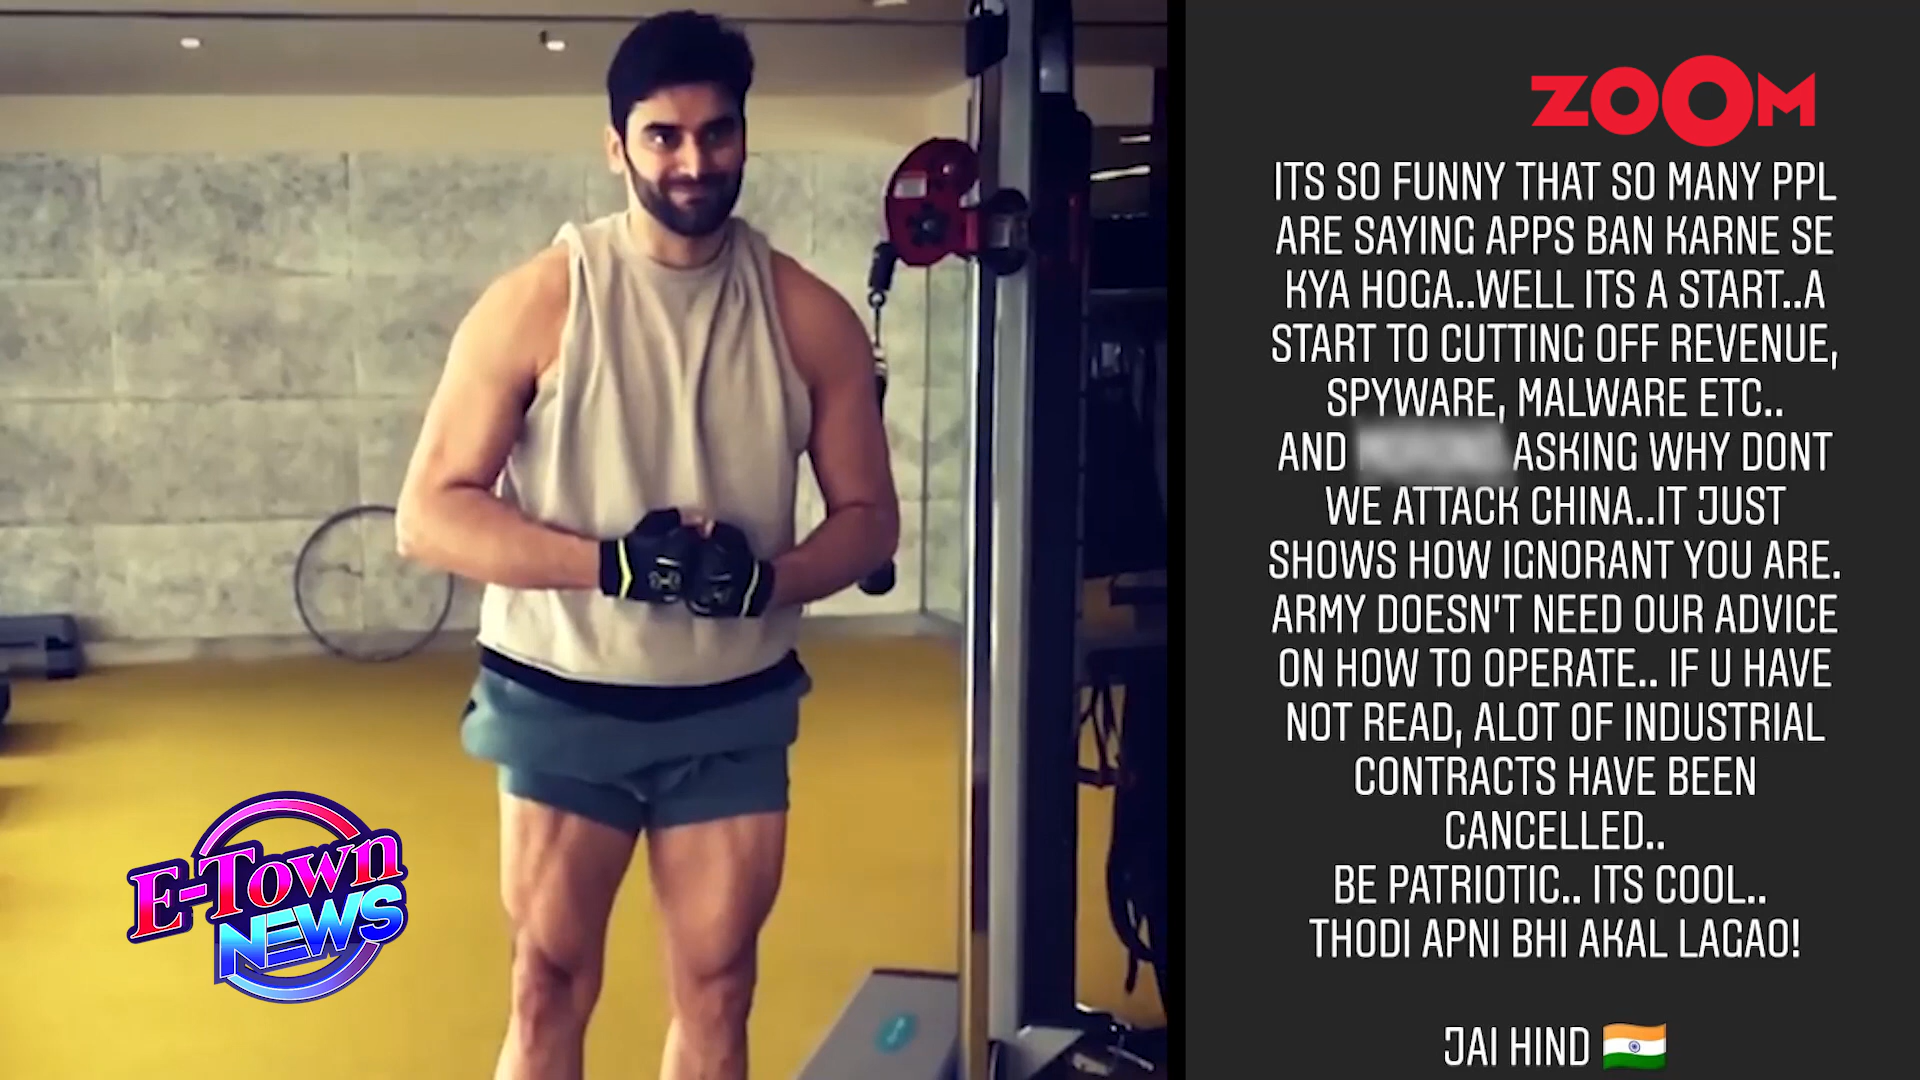 ZOOM
ITS SO FUNNY THAT SO MANY PPL
ARE SAYING APPS BAN KARNE SE
KYA HOGA..WELL ITS A START..A
START TO CUTTING OFF REVENUE,
SPYWARE, MALWARE ETC..
AND ASKING WHY DONT
WE ATTACK CHINA..IT JUST
SHOWS HOW IGNORANT YOU ARE.
ARMY DOESN'T NEED OUR ADVICE
ON HOW TO OPERATE.. IF U HAVE
NOT READ, ALOT OF INDUSTRIAL
CONTRACTS HAVE BEEN
CANCELLED..
BE PATRIOTIC.. ITS COOL..
THODI APNI BHI AKAL LAGAO!
JAI HIND 🇮🇳
E-TOWN
NEWS